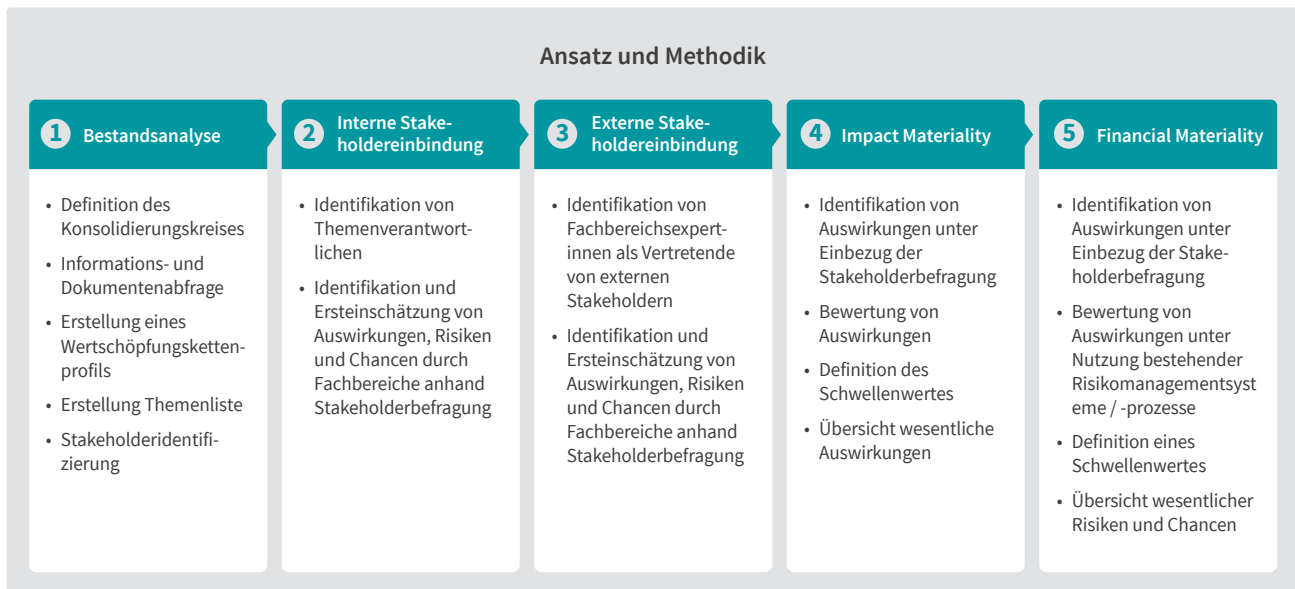 Ansatz und Methodik
1 Bestandsanalyse
• Definition des
Konsolidierungskreises
• Informations- und
Dokumentenabfrage
• Erstellung eines
Wertschöpfungsketten-
profils
• Erstellung Themenliste
• Stakeholderidentifi-
zierung
2 Interne Stake-
holdereinbindung
• Identifikation von
Themenverantwort-
lichen
• Identifikation und
Ersteinschätzung von
Auswirkungen, Risiken
und Chancen durch
Fachbereiche anhand
Stakeholderbefragung
3 Externe Stake-
holdereinbindung
• Identifikation von
Fachbereichsexpert-
innen als Vertretende
von externen
Stakeholdern
• Identifikation und
Ersteinschätzung von
Auswirkungen, Risiken
und Chancen durch
Fachbereiche anhand
Stakeholderbefragung
4 Impact Materiality
• Identifikation von
Auswirkungen unter
Einbezug der
Stakeholderbefragung
• Bewertung von
Auswirkungen
• Definition des
Schwellenwertes
• Übersicht wesentliche
Auswirkungen
5 Financial Materiality
• Identifikation von
Auswirkungen unter
Einbezug der Stake-
holderbefragung
• Bewertung von
Auswirkungen unter
Nutzung bestehender
Risikomanagementsyst
eme / -prozesse
• Definition eines
Schwellenwertes
• Übersicht wesentlicher
Risiken und Chancen